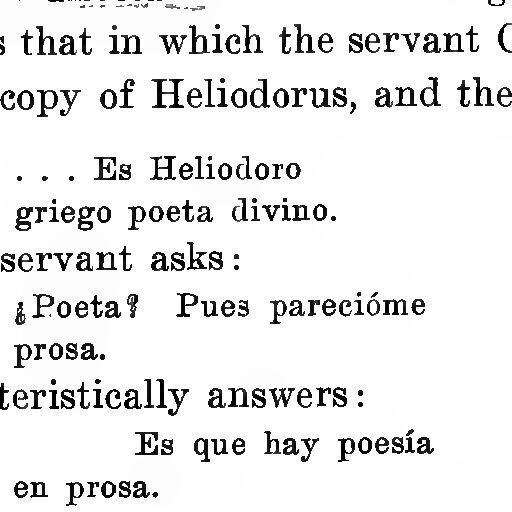 that in which the servant
copy of Heliodorus, and the
. . . Es Heliodoro
griego poeta divino.
servant asks:
¿Poeta? Pues parecióme
prosa.
teristically answers:
Es que hay poesía
en prosa.